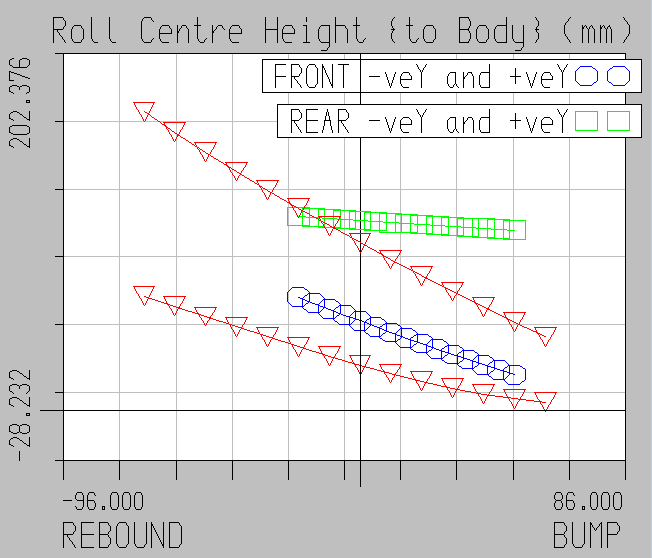 Roll Centre Height {to Body} (mm)
FRONT -veY and +veY
REAR -veY and +veY
202.376
-28.232
-96.000 86.000
REBOUND BUMP